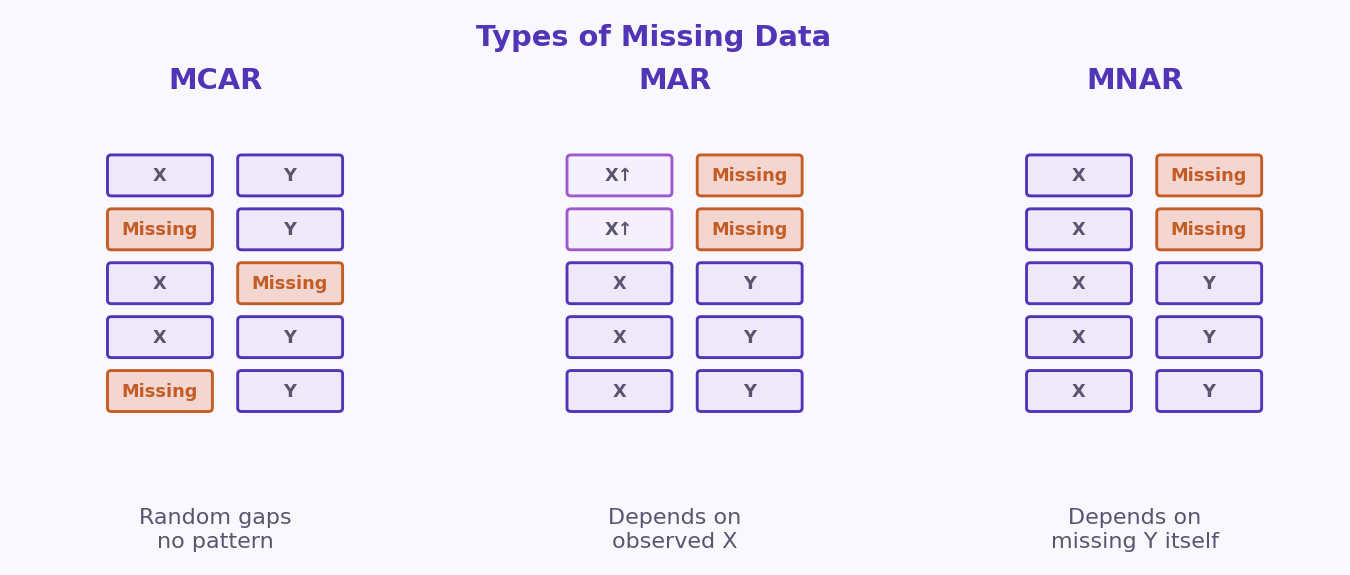 Types of Missing Data
MCAR
X Y
Missing Y
X Missing
X Y
Missing Y
Random gaps
no pattern
MAR
X↑ Missing
X↑ Missing
X Y
X Y
X Y
Depends on
observed X
MNAR
X Missing
X Missing
X Y
X Y
X Y
Depends on
missing Y itself